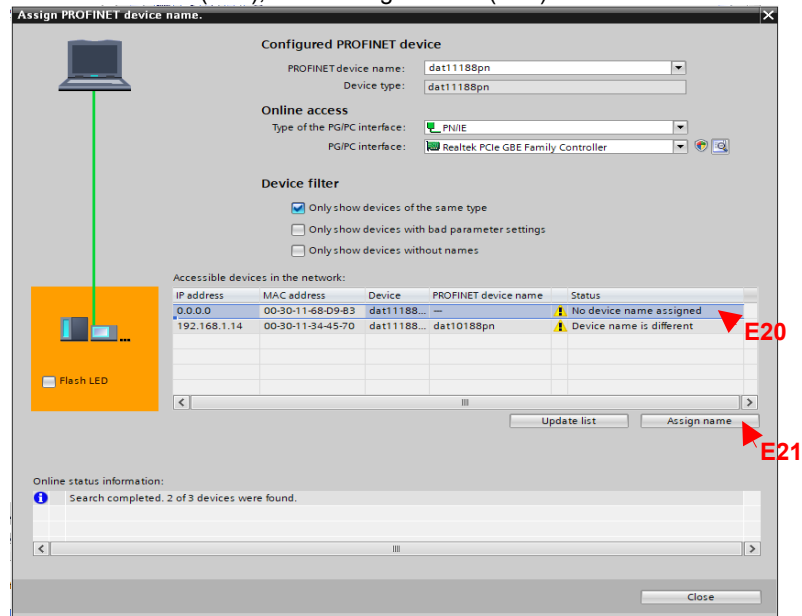 Assign PROFINET device name.
Configured PROFINET device
PROFINET device name: dat11188pn
Device type: dat11188pn
Online access
Type of the PG/PC interface: PN/IE
PG/PC interface: Realtek PCIe GBE Family Controller
Device filter
Only show devices of the same type
Only show devices with bad parameter settings
Only show devices without names
Accessible devices in the network:
IP address MAC address Device PROFINET device name Status
0.0.0.0 00-30-11-68-D9-B3 dat11188... — No device name assigned
E20
192.168.1.14 00-30-11-34-45-70 dat11188... dat10188pn Device name is different
Flash LED
Update list Assign name
E21
Online status information:
Search completed. 2 of 3 devices were found.
Close